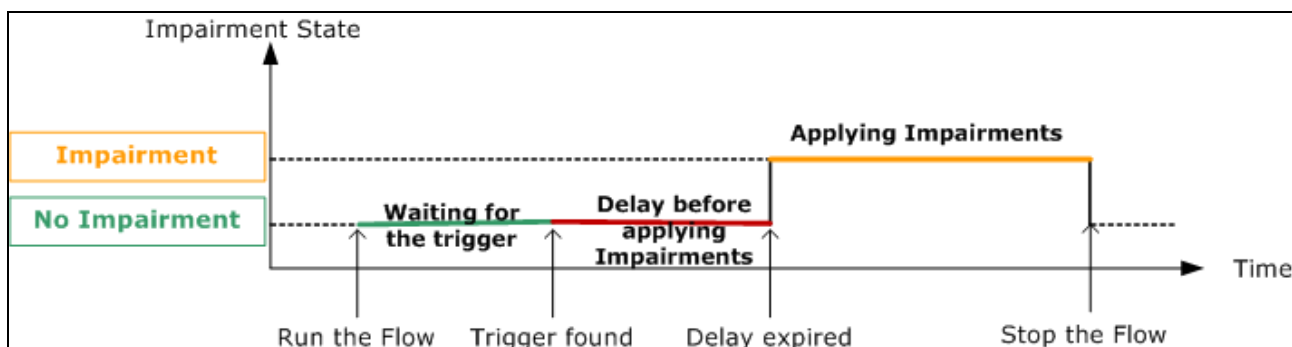 Impairment State
Applying Impairments
Impairment
No Impairment
Waiting for
the trigger
Delay before
applying
Impairments
Time
Run the Flow
Trigger found
Delay expired
Stop the Flow